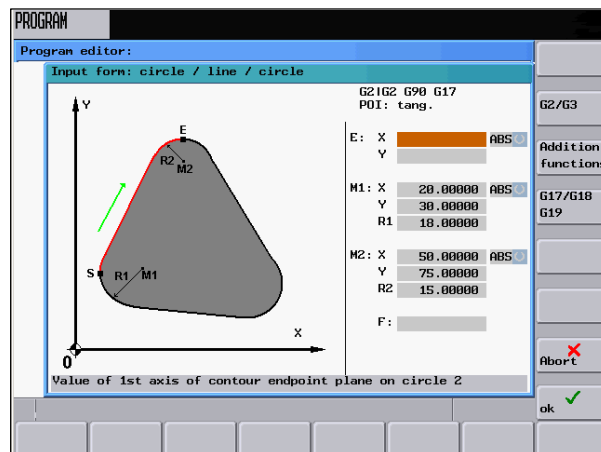 PROGRAM
Program editor:
Input form: circle / line / circle
G2|G2 G90 G17
POI: tang.
Y
E
R2
M2
S
R1
M1
X
0
E: X ABS
Y
M1: X 20.00000 ABS
Y 30.00000
R1 18.00000
M2: X 50.00000 ABS
Y 75.00000
R2 15.00000
F:
Value of 1st axis of contour endpoint plane on circle 2
G2/G3
Addition
functions
G17/G18
G19
Abort
ok